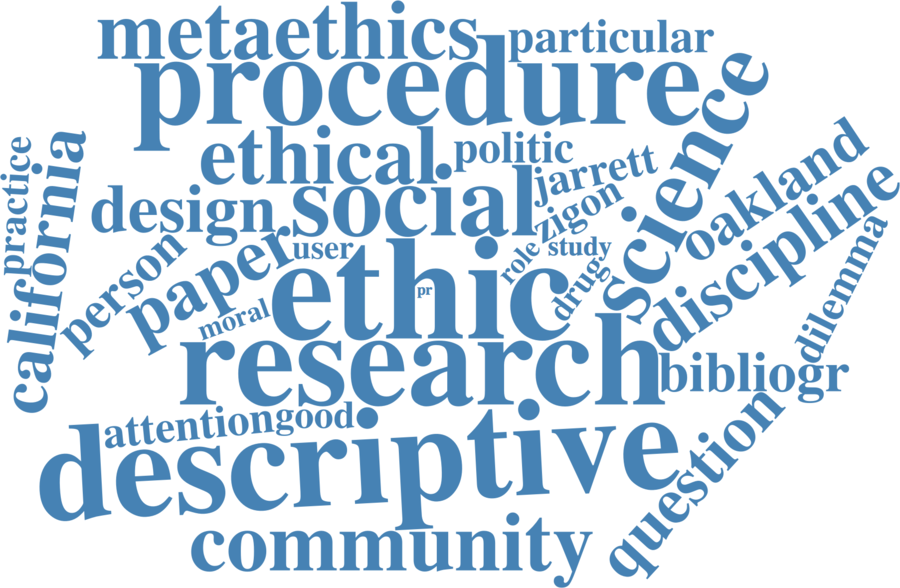 metaethics
particular
procedure
science
ethical
politic
practice
california
jarrett
zigon
oakland
design
social
discipline
person
paper
user
role
study
drug
dilemma
ethic
pr
moral
research
bibliogr
attention
good
descriptive
question
community